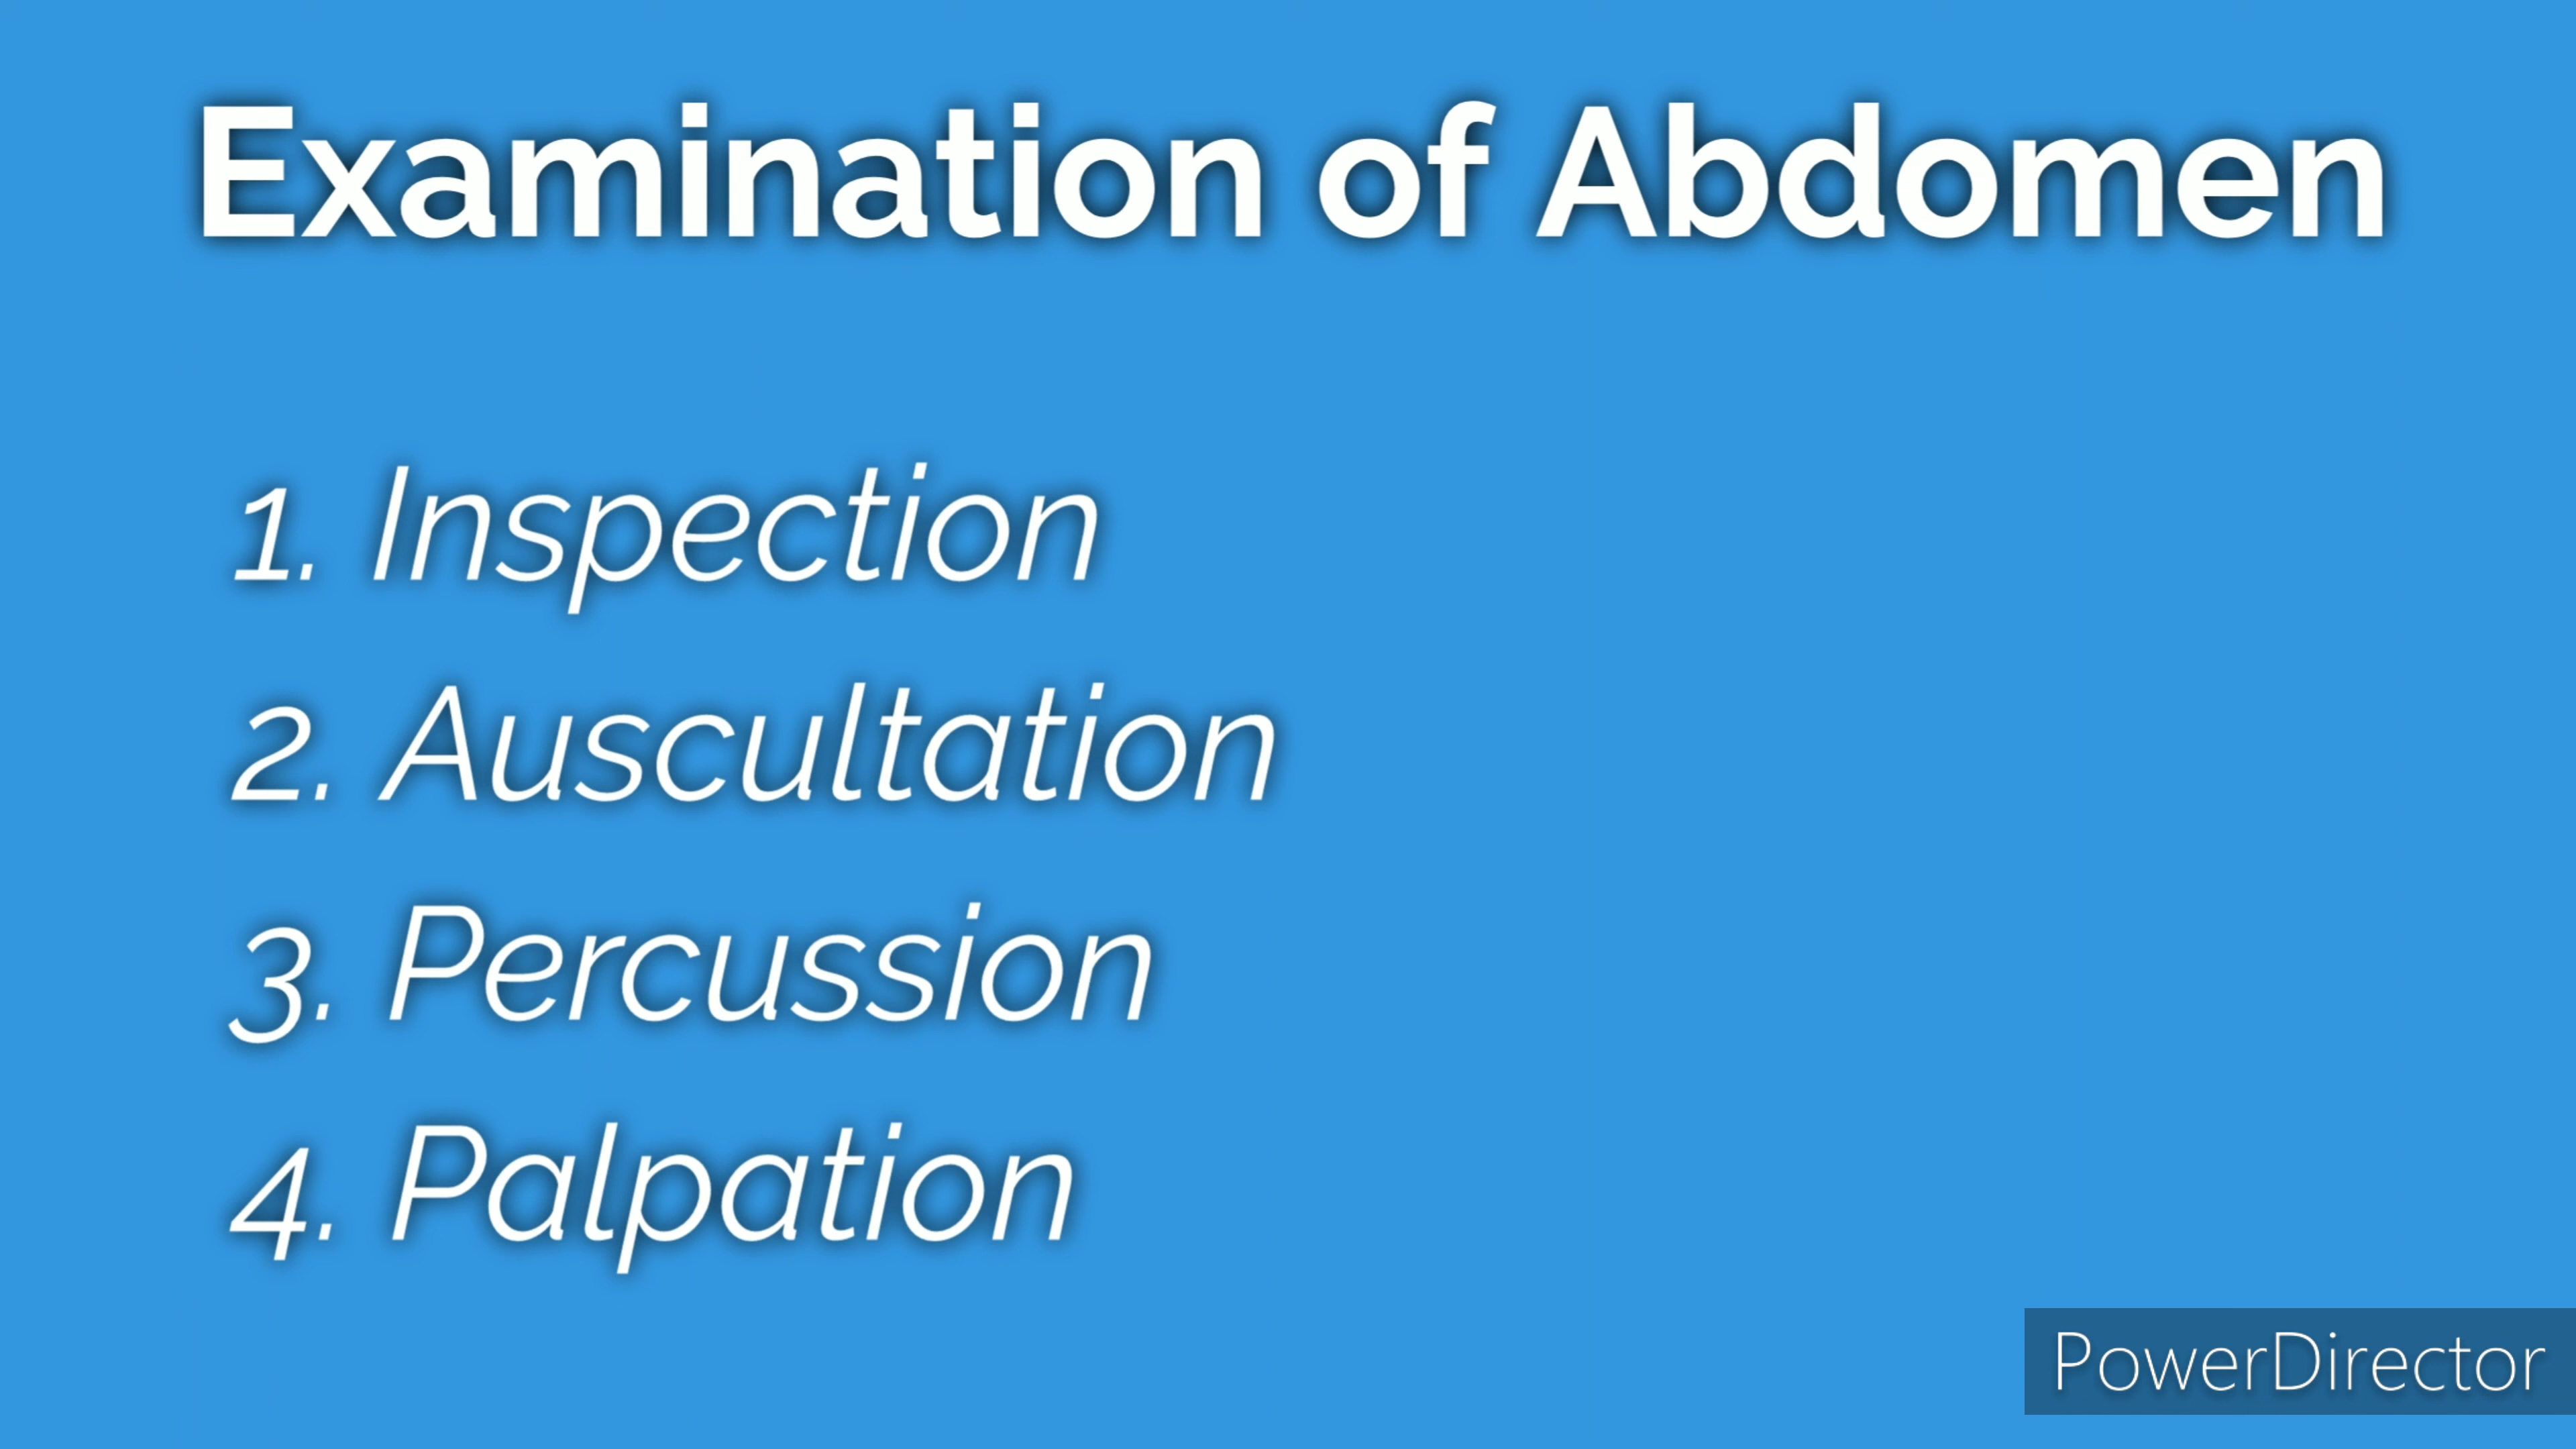 Examination of Abdomen
1. Inspection
2. Auscultation
3. Percussion
4. Palpation
PowerDirector